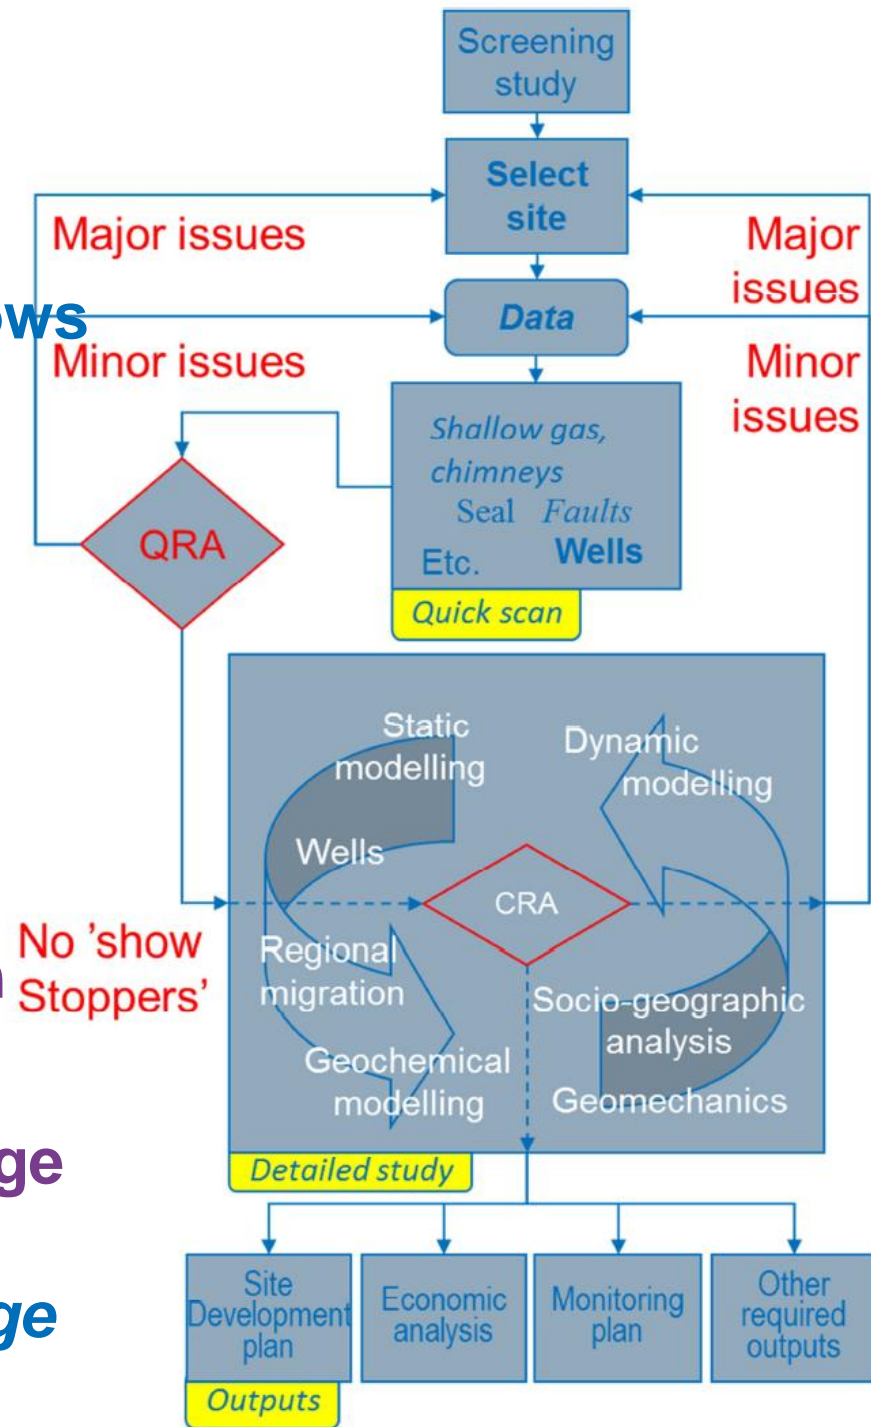 Screening
study
Select
site
Major issues
Major
issues
ows
Data
Minor issues
Minor
issues
Shallow gas,
chimneys
Seal Faults
Etc. Wells
Quick scan
QRA
Static
modelling
Dynamic
modelling
Wells
CRA
No 'show
Stoppers'
Regional
migration
Socio-geographic
analysis
Geochemical
modelling
Geomechanics
ge
Detailed study
Site
Development
plan
Economic
analysis
Monitoring
plan
Other
required
outputs
ge
Outputs